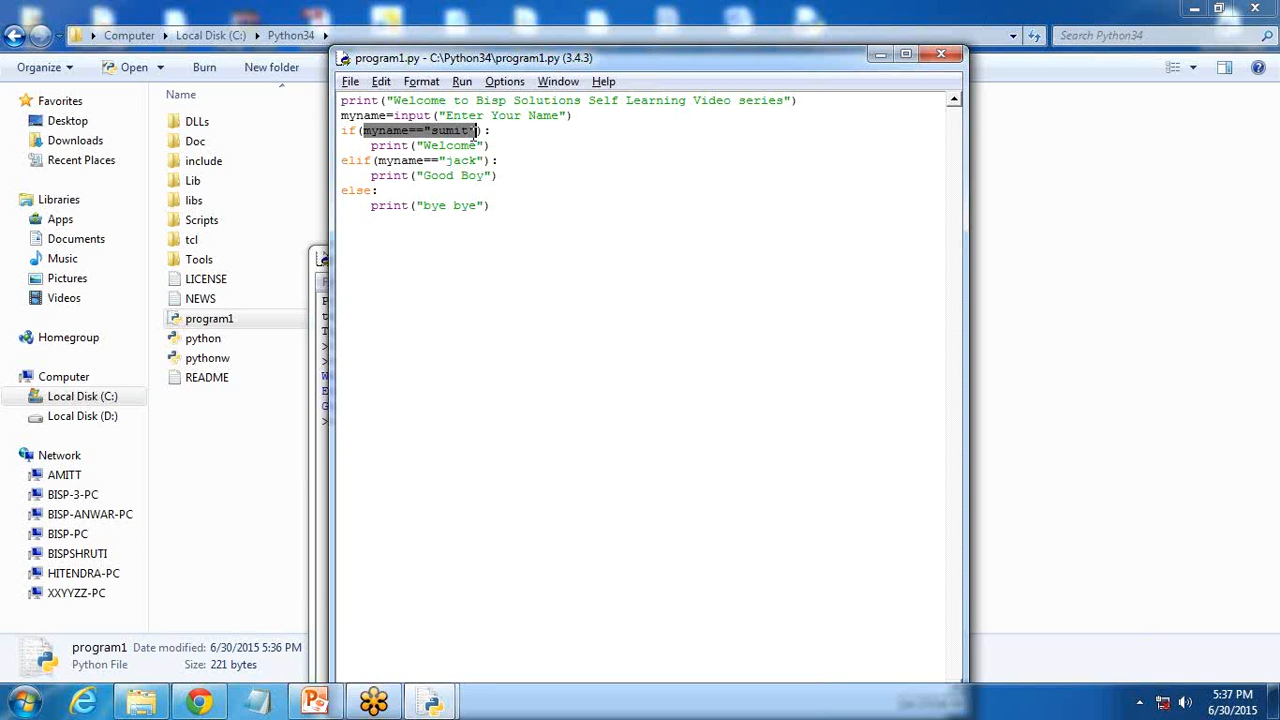 Computer
Local Disk (C:)
Python34
Search Python34
Organize
Open
folder
program1.py - C:\Python34\program1.py (3.4.3)
File Edit Format Run Options Window Help
print("Welcome to Bisp Solutions Self Learning Video series")
myname=input("Enter Your Name")
if(myname=="sumit"):
print("Welcome")
elif(myname=="jack"):
print("Good Boy")
else:
print("bye bye")
Favorites
Desktop
Downloads
Recent Places
Libraries
Apps
Documents
Music
Pictures
Videos
Homegroup
Computer
Local Disk (C:)
Local Disk (D:)
Network
AMITT
BISP-3-PC
BISP-ANWAR-PC
BISP-PC
BISPSHRUTI
HITENDRA-PC
XXYYZZ-PC
Name
DLLs
Doc
include
Lib
libs
Scripts
tcl
Tools
LICENSE
NEWS
program1
python
pythonw
README
program1 Date modified: 6/30/2015 5:36 PM
Python File Size: 221 bytes
5:37 PM
6/30/2015